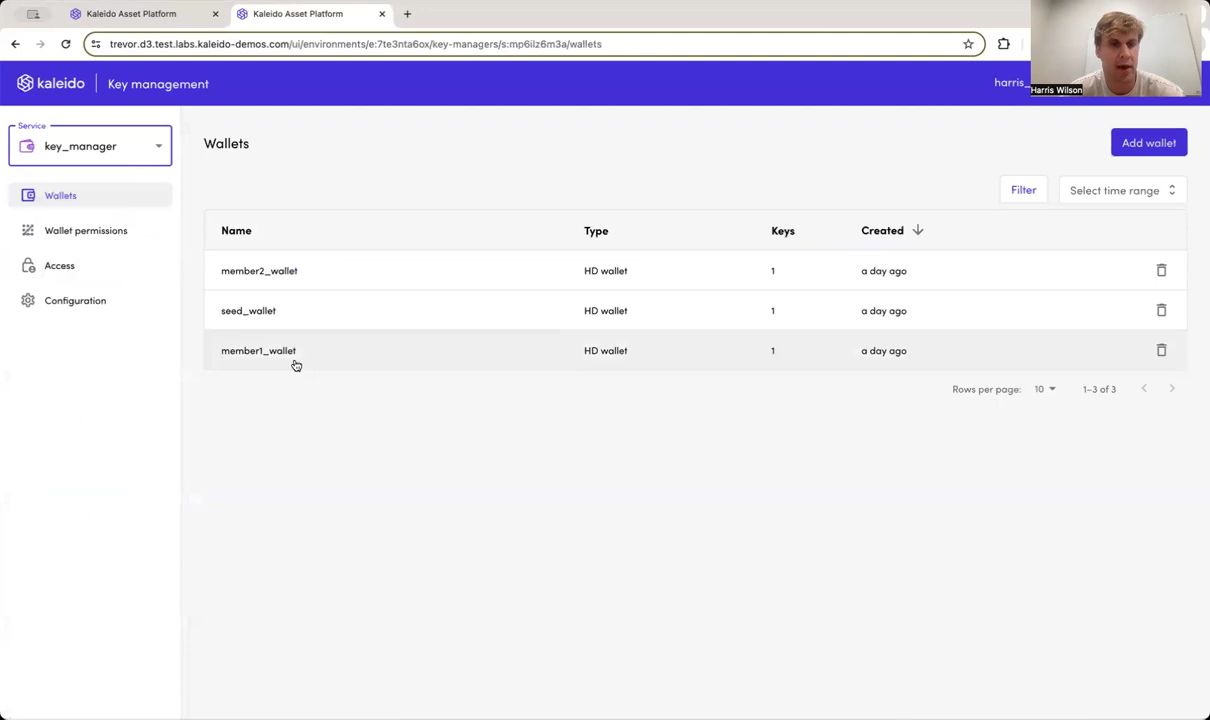 Kaleido Asset Platform
Kaleido Asset Platform
trevor.d3.test.labs.kaleido-demos.com/ui/environments/e:7te3nta6ox/key-managers/s:mp6ilz6m3a/wallets
kaleido
Key management
harris_
Harris Wilson
Service
key_manager
Wallets
Wallet permissions
Access
Configuration
Wallets
Add wallet
Filter
Select time range
Name Type Keys Created
member2_wallet HD wallet 1 a day ago
seed_wallet HD wallet 1 a day ago
member1_wallet HD wallet 1 a day ago
Rows per page: 10 1–3 of 3